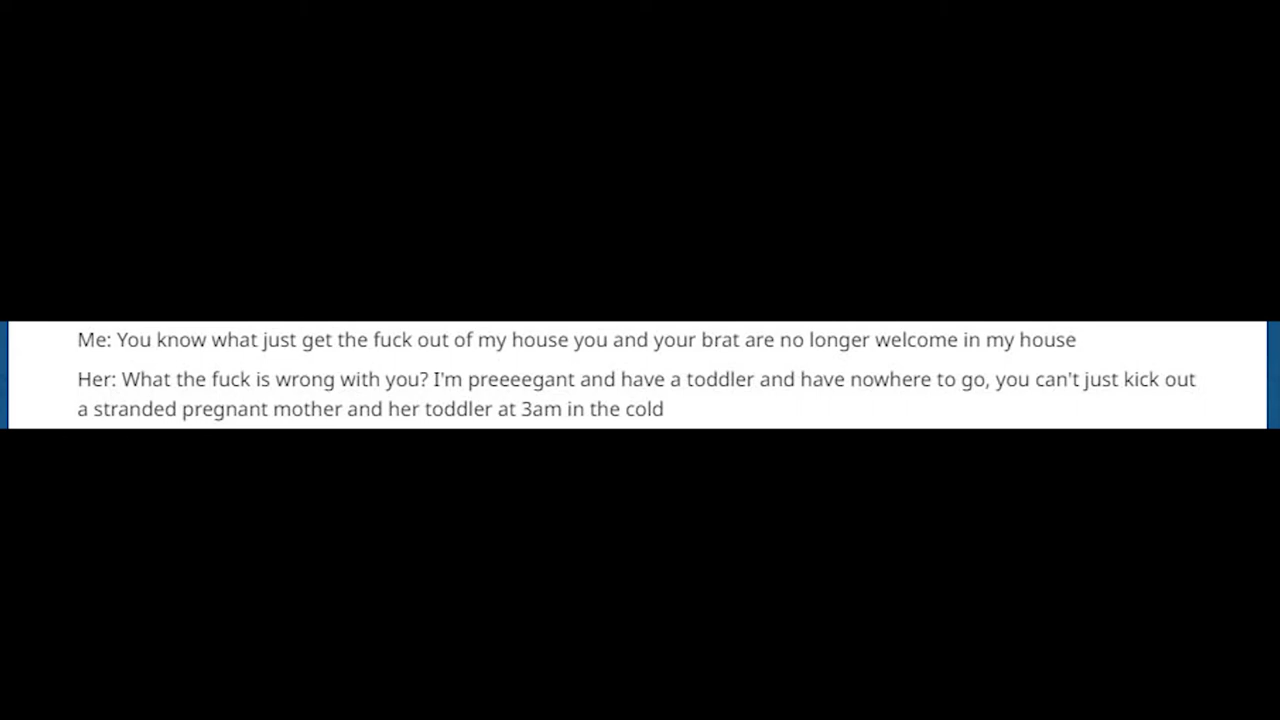 Me: You know what just get the fuck out of my house you and your brat are no longer welcome in my house
Her: What the fuck is wrong with you? I'm preeeegant and have a toddler and have nowhere to go, you can't just kick out
a stranded pregnant mother and her toddler at 3am in the cold